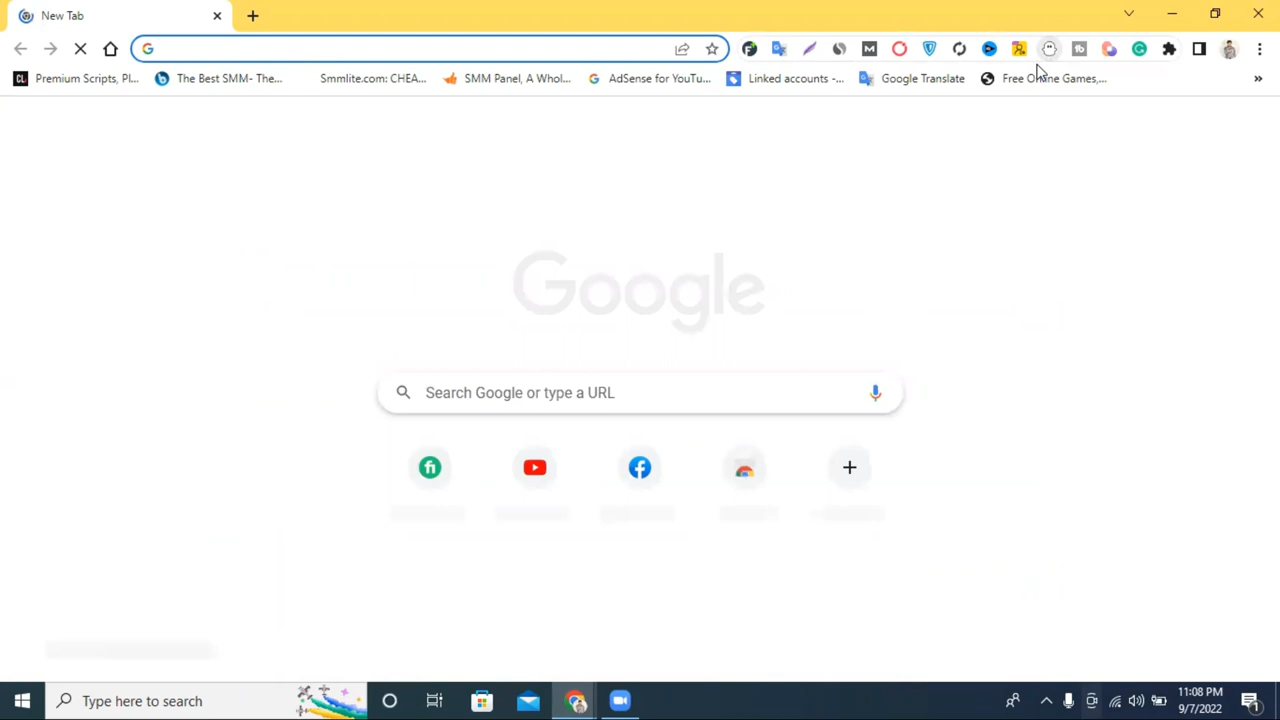 New Tab
Premium Scripts, Pl...
The Best SMM- The...
Smmlite.com: CHEA...
SMM Panel, A Whol...
AdSense for YouTu...
Linked accounts -...
Google Translate
Free Online Games,...
»
Google
Search Google or type a URL
Type here to search
11:08 PM
9/7/2022